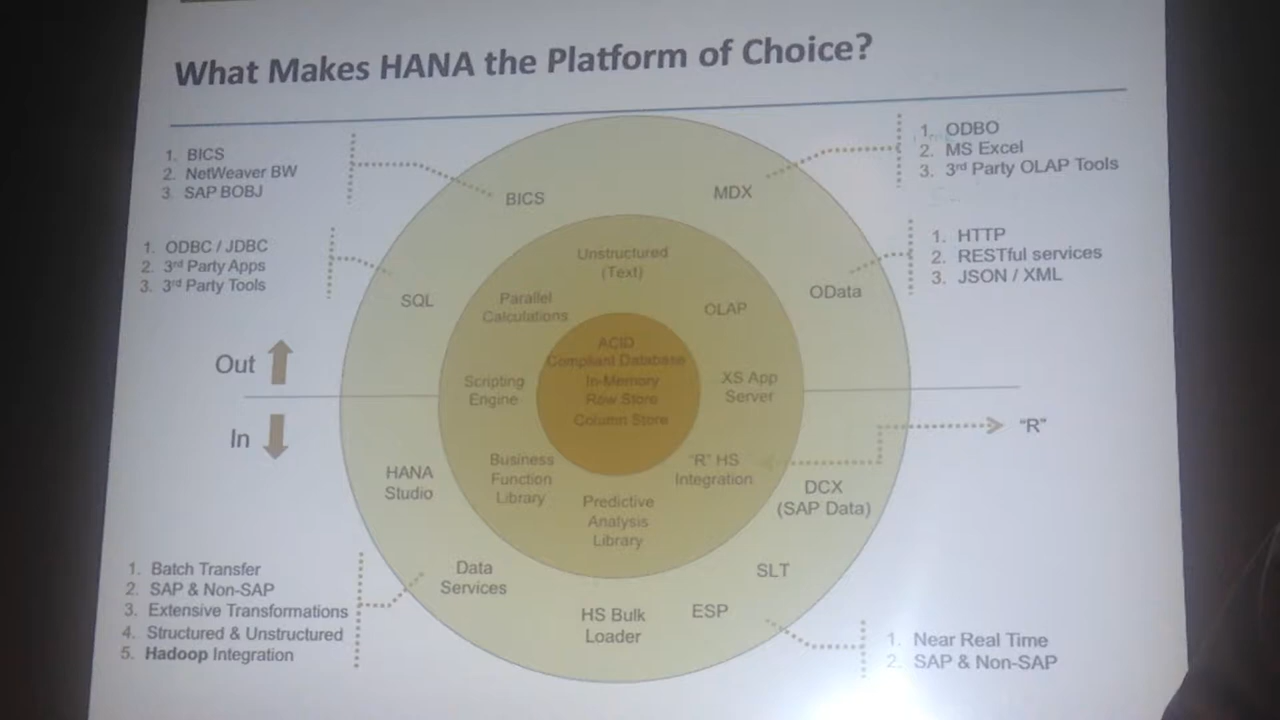 What Makes HANA the Platform of Choice?
1. BICS
2. NetWeaver BW
3. SAP BOBJ
1. ODBO
2. MS Excel
3. 3rd Party OLAP Tools
1. ODBC / JDBC
2. 3rd Party Apps
3. 3rd Party Tools
1. HTTP
2. RESTful services
3. JSON / XML
BICS
MDX
SQL
OData
Unstructured
(Text)
Parallel
Calculations
OLAP
Scripting
Engine
ACID
Compliant Database
In-Memory
Row Store
Column Store
XS App
Server
Out
In
"R"
Business
Function
Library
"R" HS
Integration
Predictive
Analysis
Library
HANA
Studio
DCX
(SAP Data)
Data
Services
SLT
HS Bulk
Loader
ESP
1. Batch Transfer
2. SAP & Non-SAP
3. Extensive Transformations
4. Structured & Unstructured
5. Hadoop Integration
1. Near Real Time
2. SAP & Non-SAP